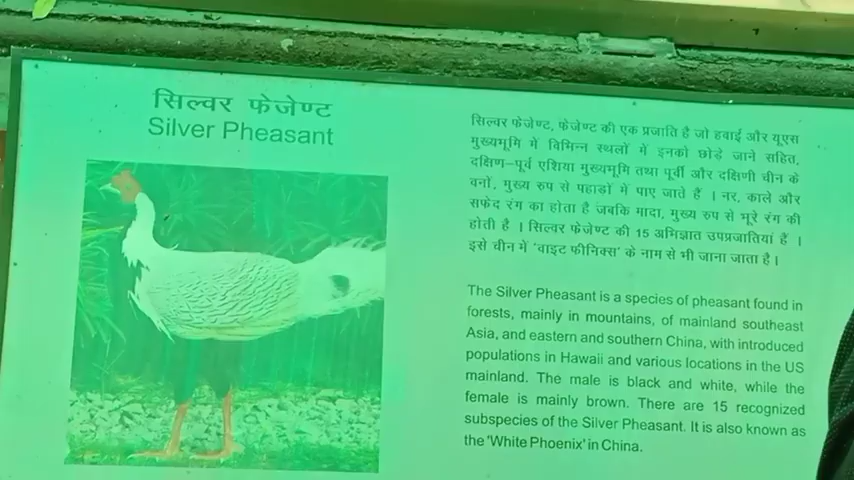 सिल्वर फेजेण्ट
Silver Pheasant
सिल्वर फेजेण्ट, फेजेण्ट की एक प्रजाति है जो हवाई और यूएस
मुख्यभूमि में विभिन्न स्थलों में इनको छोड़े जाने सहित,
दक्षिण–पूर्व एशिया मुख्यभूमि तथा पूर्वी और दक्षिणी चीन के
वनों, मुख्य रुप से पहाडों में पाए जाते हैं । नर, काले और
सफेद रंग का होता है जबकि मादा, मुख्य रुप से भूरे रंग की
होती है । सिल्वर फेजेण्ट की 15 अभिज्ञात उपप्रजातियां हैं ।
इसे चीन में 'वाइट फीनिक्स' के नाम से भी जाना जाता है ।
The Silver Pheasant is a species of pheasant found in
forests, mainly in mountains, of mainland southeast
Asia, and eastern and southern China, with introduced
populations in Hawaii and various locations in the US
mainland. The male is black and white, while the
female is mainly brown. There are 15 recognized
subspecies of the Silver Pheasant. It is also known as
the 'White Phoenix' in China.